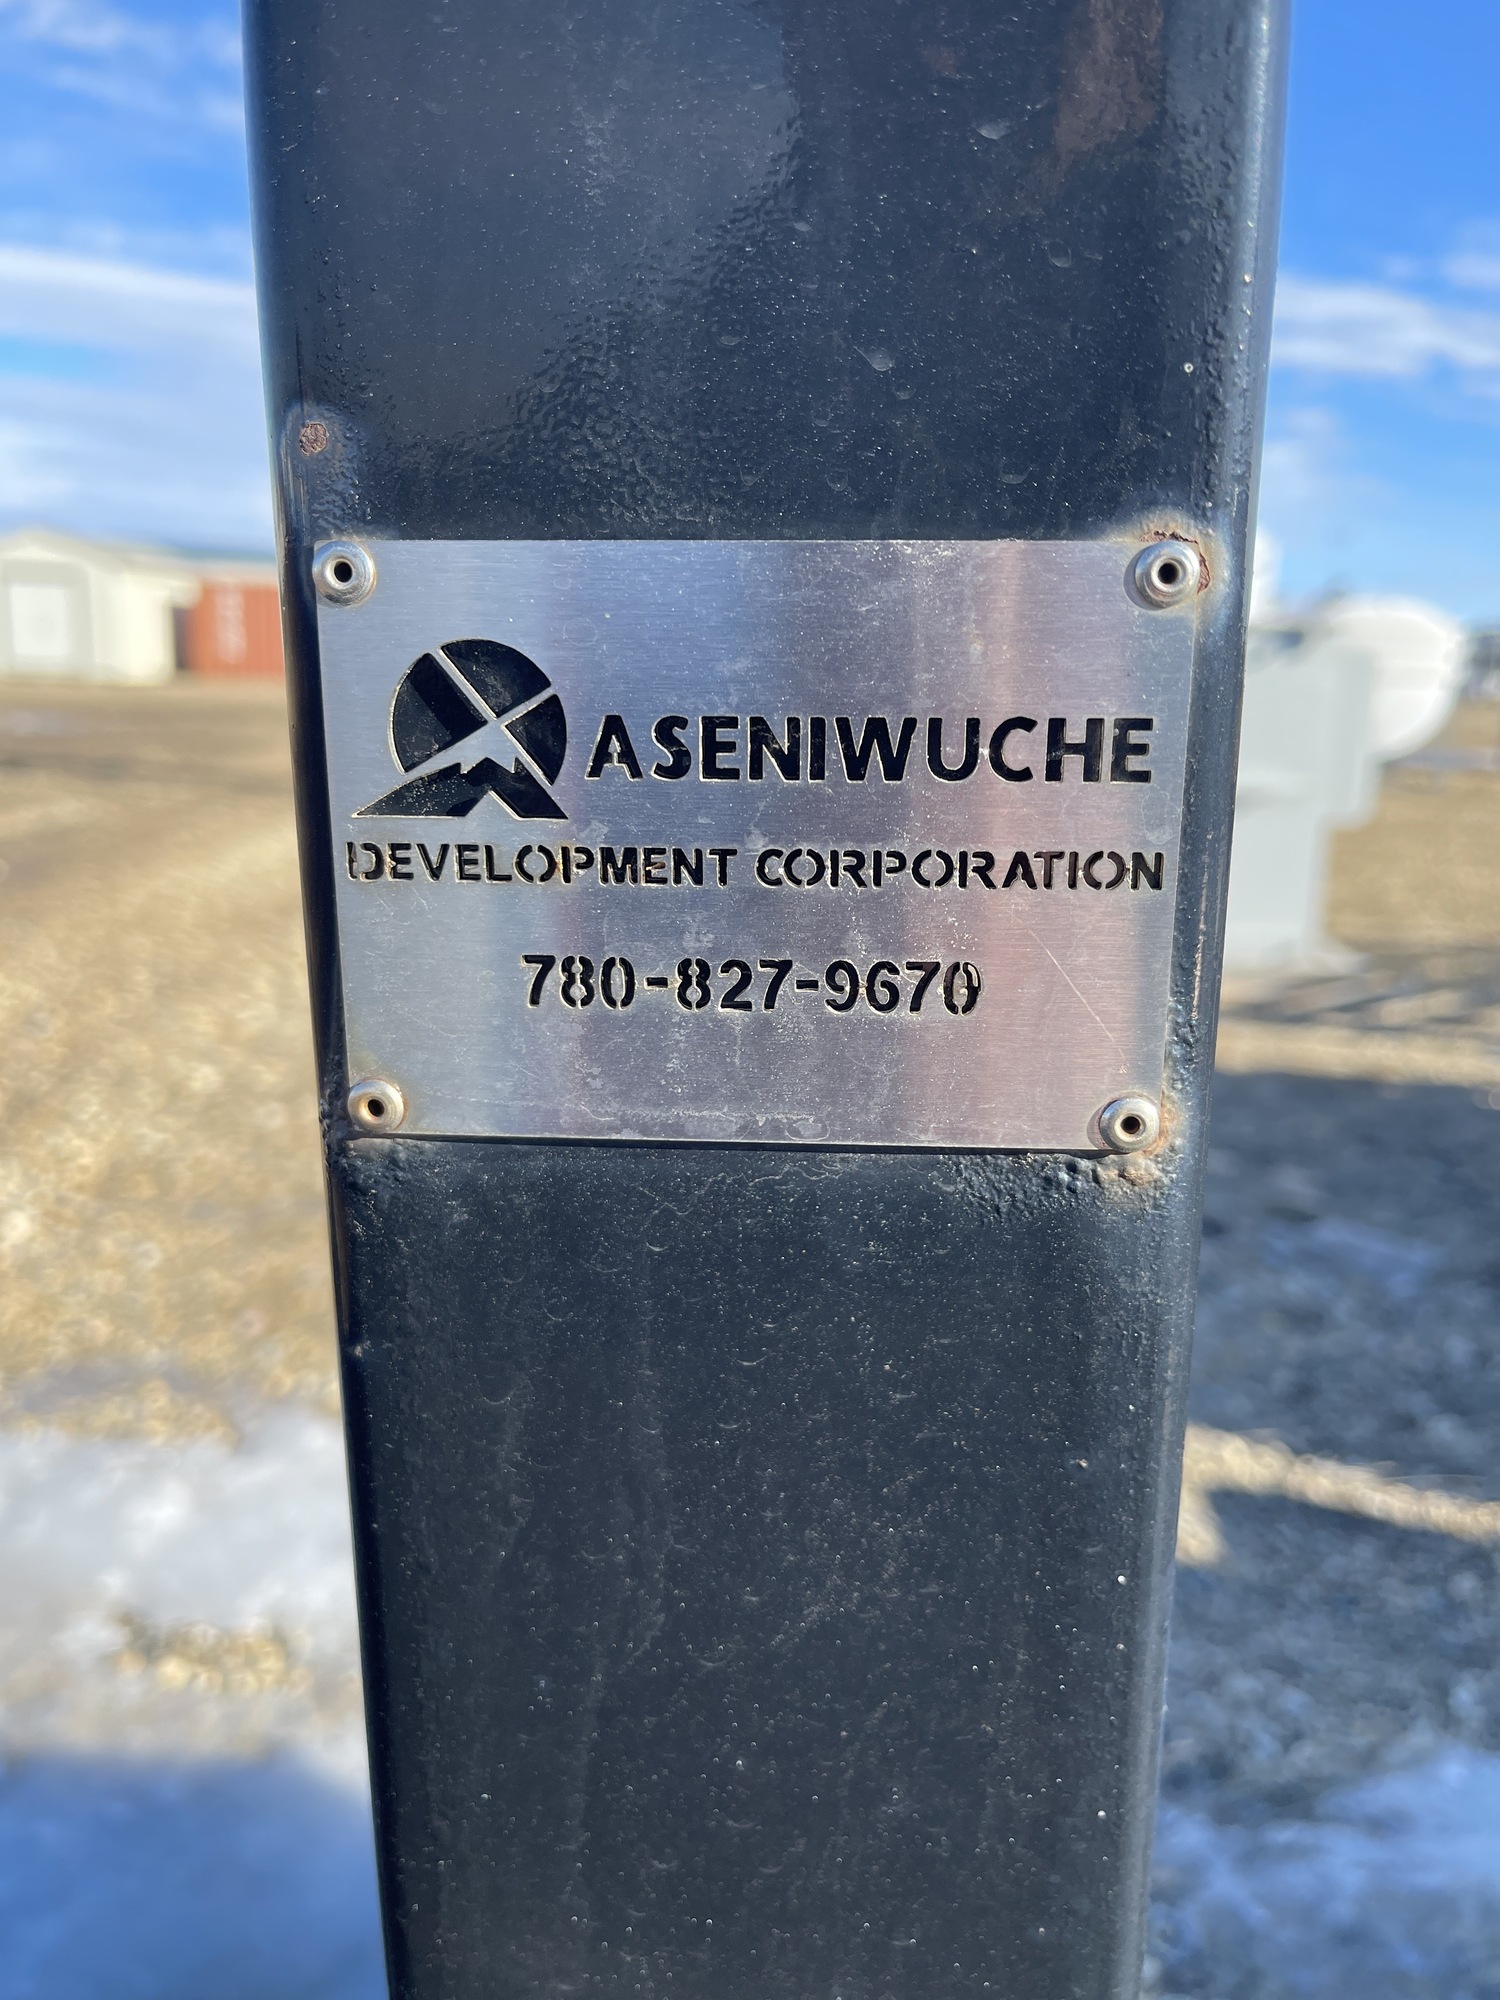 ASENIWUCHE
DEVELOPMENT CORPORATION
780-827-9670